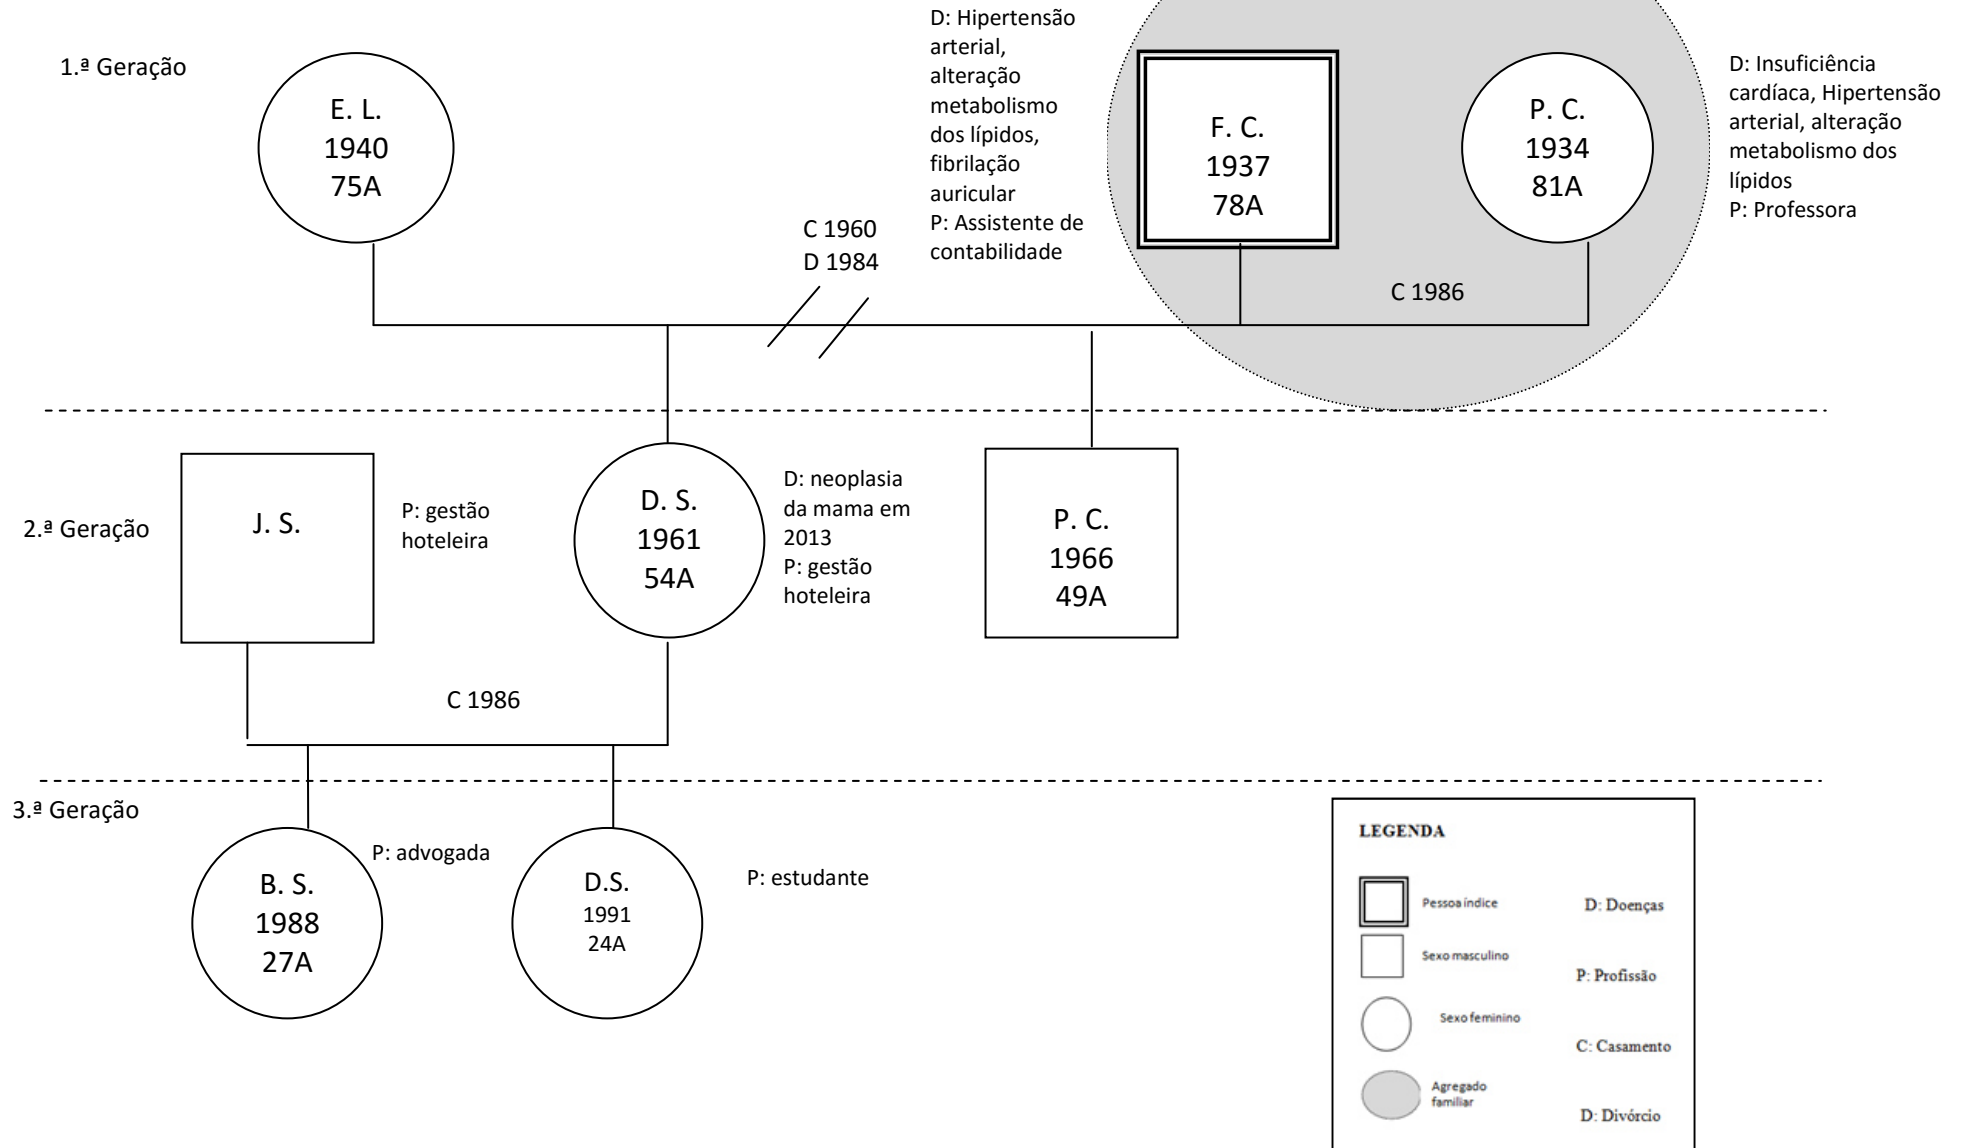 1.ª Geração
E. L.
1940
75A
C 1960
D 1984
D: Hipertensão
arterial,
alteração
metabolismo
dos lípidos,
fibrilação
auricular
P: Assistente de
contabilidade
F. C.
1937
78A
P. C.
1934
81A
C 1986
D: Insuficiência
cardíaca, Hipertensão
arterial, alteração
metabolismo dos
lípidos
P: Professora
2.ª Geração
J. S.
P: gestão
hoteleira
D. S.
1961
54A
D: neoplasia
da mama em
2013
P: gestão
hoteleira
P. C.
1966
49A
C 1986
3.ª Geração
B. S.
1988
27A
P: advogada
D.S.
1991
24A
P: estudante
LEGENDA
Pessoa índice
D: Doenças
Sexo masculino
P: Profissão
Sexo feminino
C: Casamento
Agregado
familiar
D: Divórcio